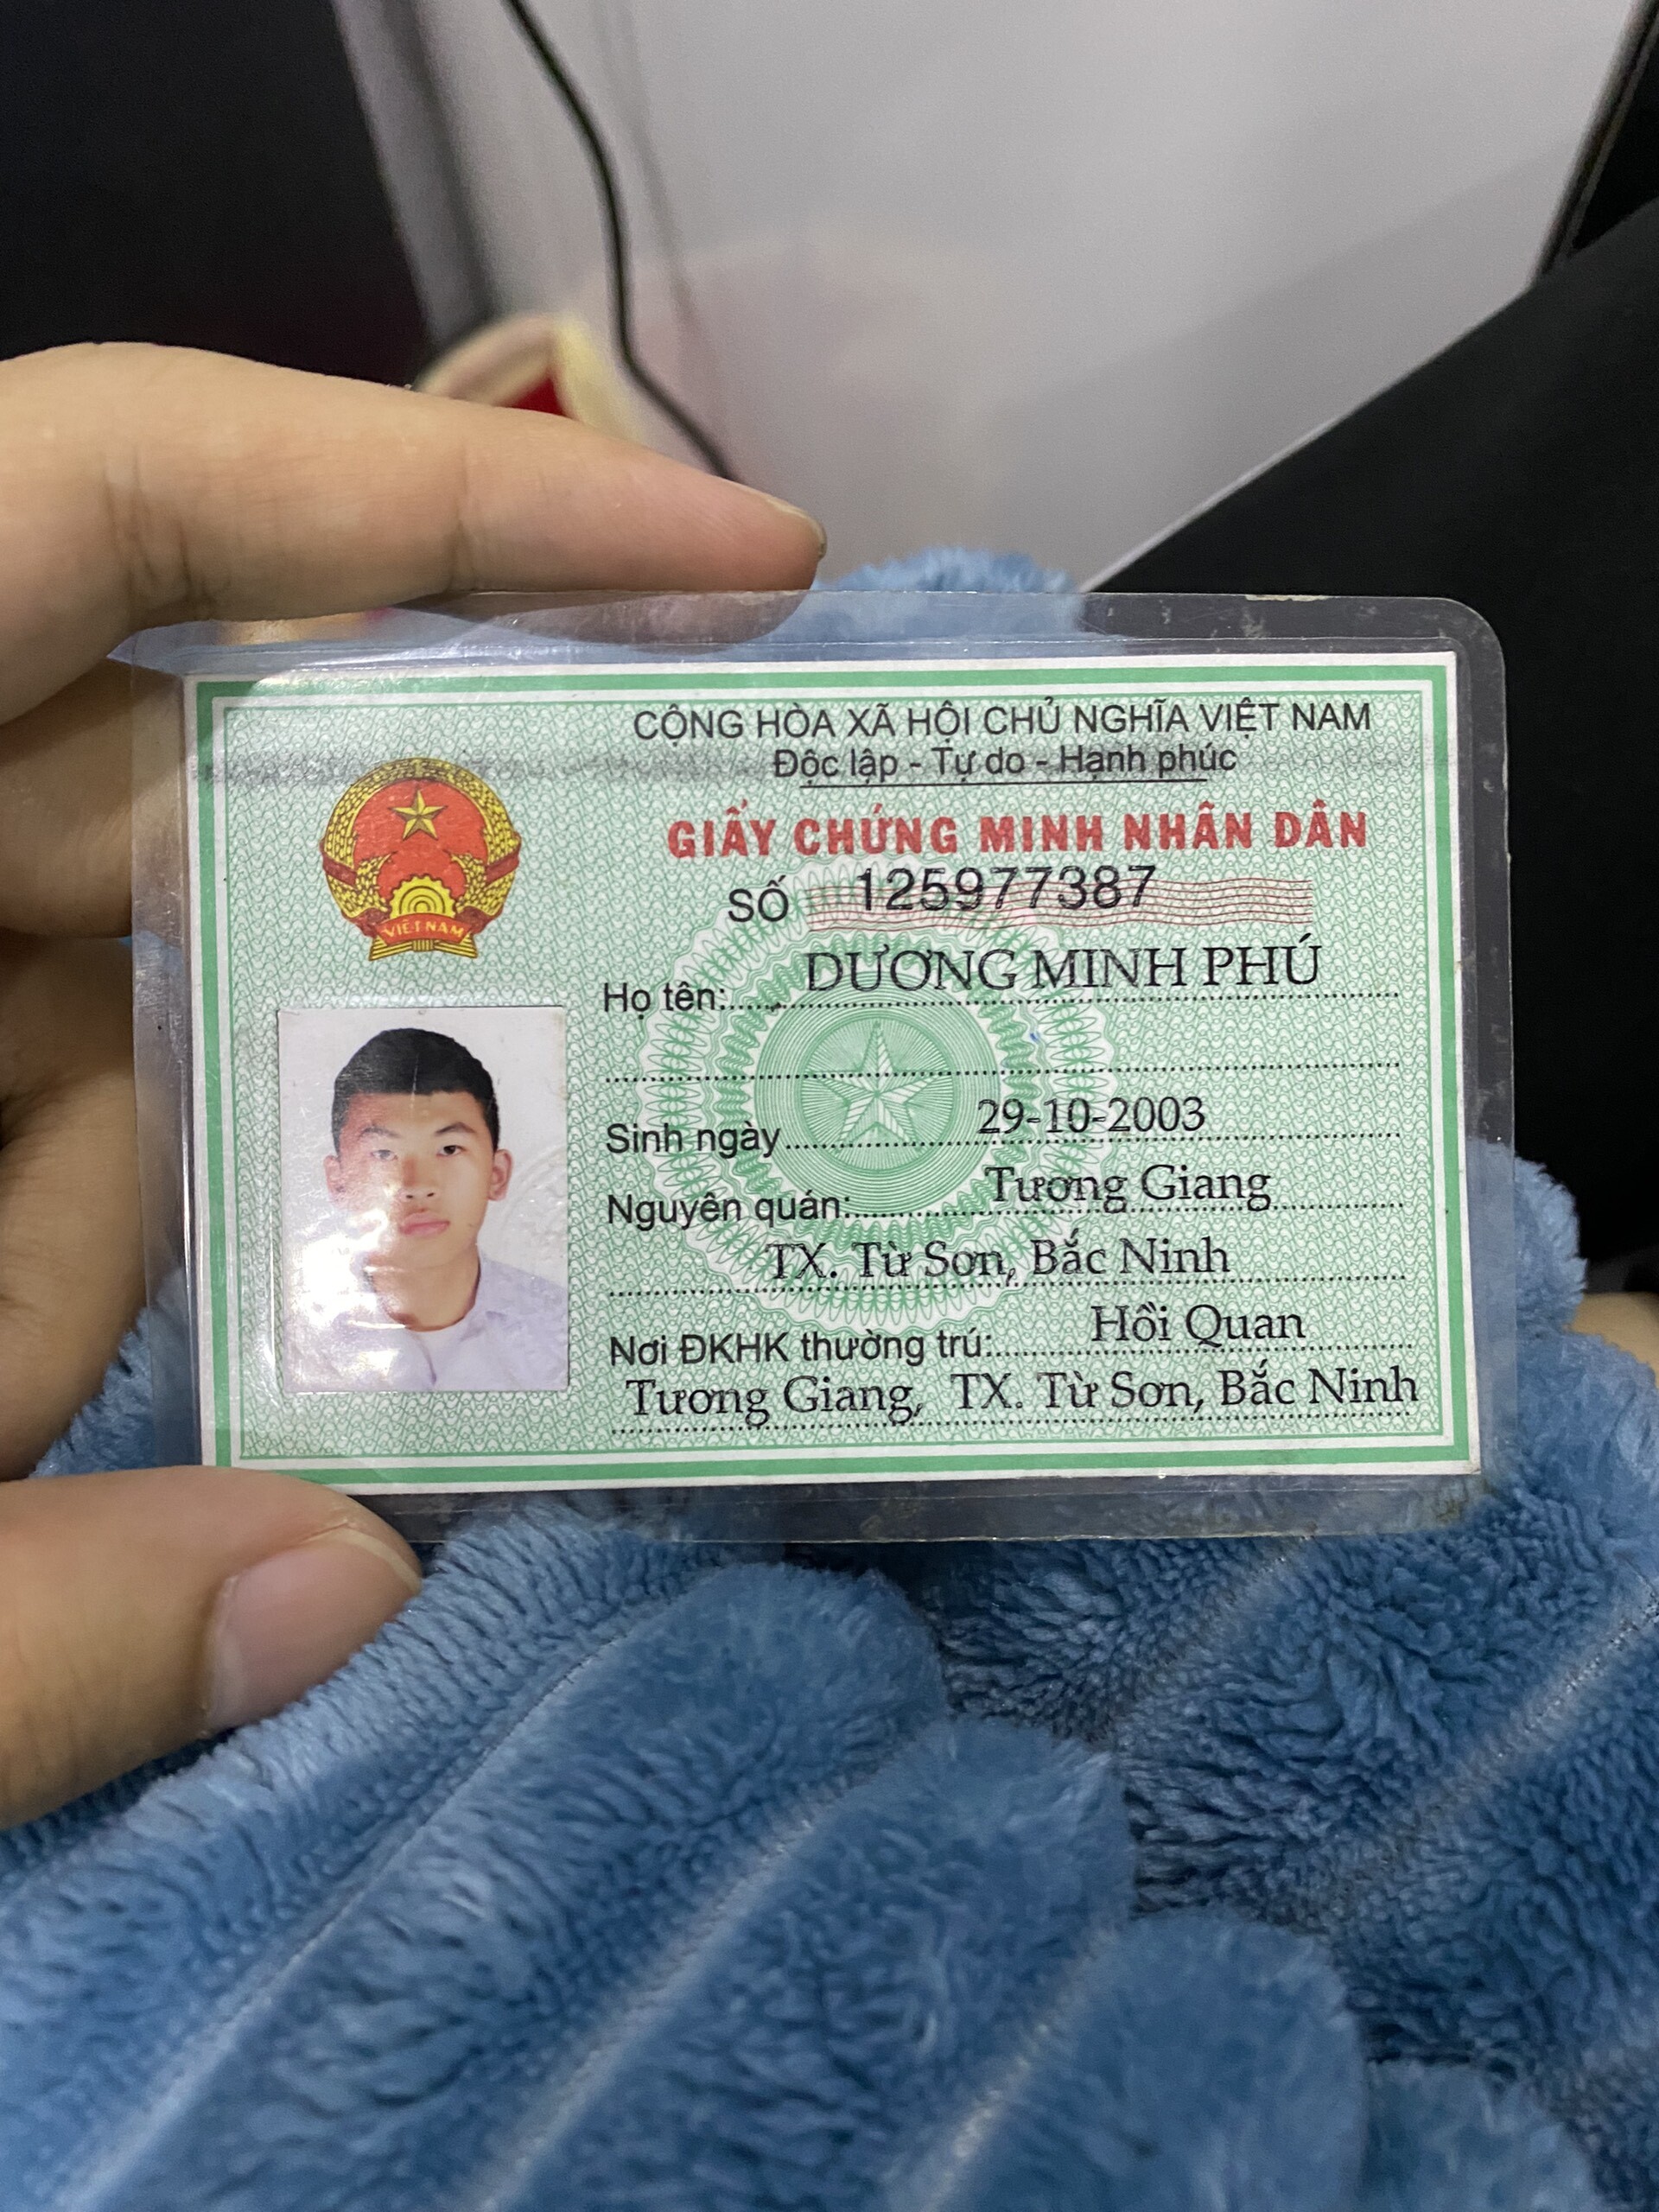 CỘNG HÒA XÃ HỘI CHỦ NGHĨA VIỆT NAM
Độc lập - Tự do - Hạnh phúc
GIẤY CHỨNG MINH NHÂN DÂN
SỐ 125977387
VIỆT NAM
Họ tên: DƯƠNG MINH PHÚ
Sinh ngày 29-10-2003
Nguyên quán: Tương Giang
TX. Từ Sơn, Bắc Ninh
Nơi ĐKHK thường trú: Hồi Quan
Tương Giang, TX. Từ Sơn, Bắc Ninh